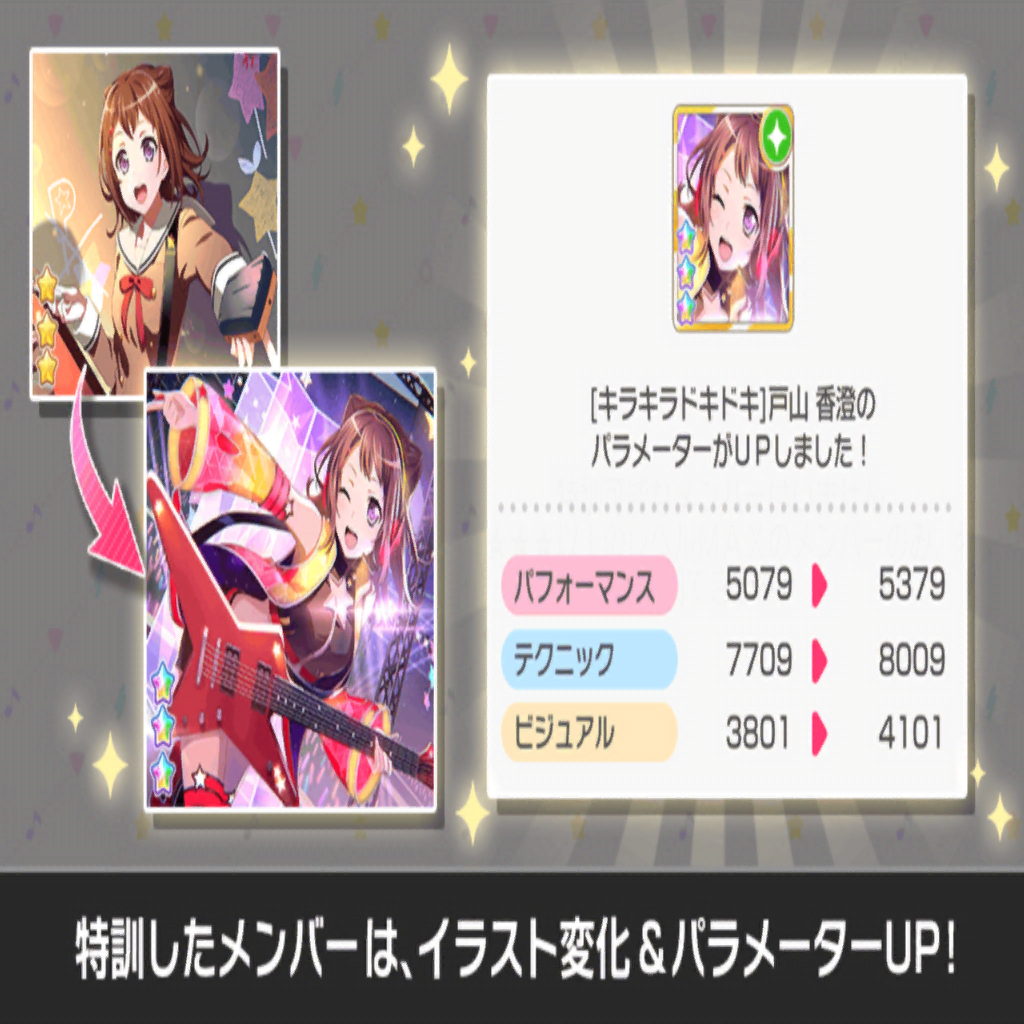 [キラキラドキドキ]戸山 香澄の
パラメーターがUPしました！
パフォーマンス 5079 5379
テクニック 7709 8009
ビジュアル 3801 4101
特訓したメンバーは、イラスト変化＆パラメーターUP！